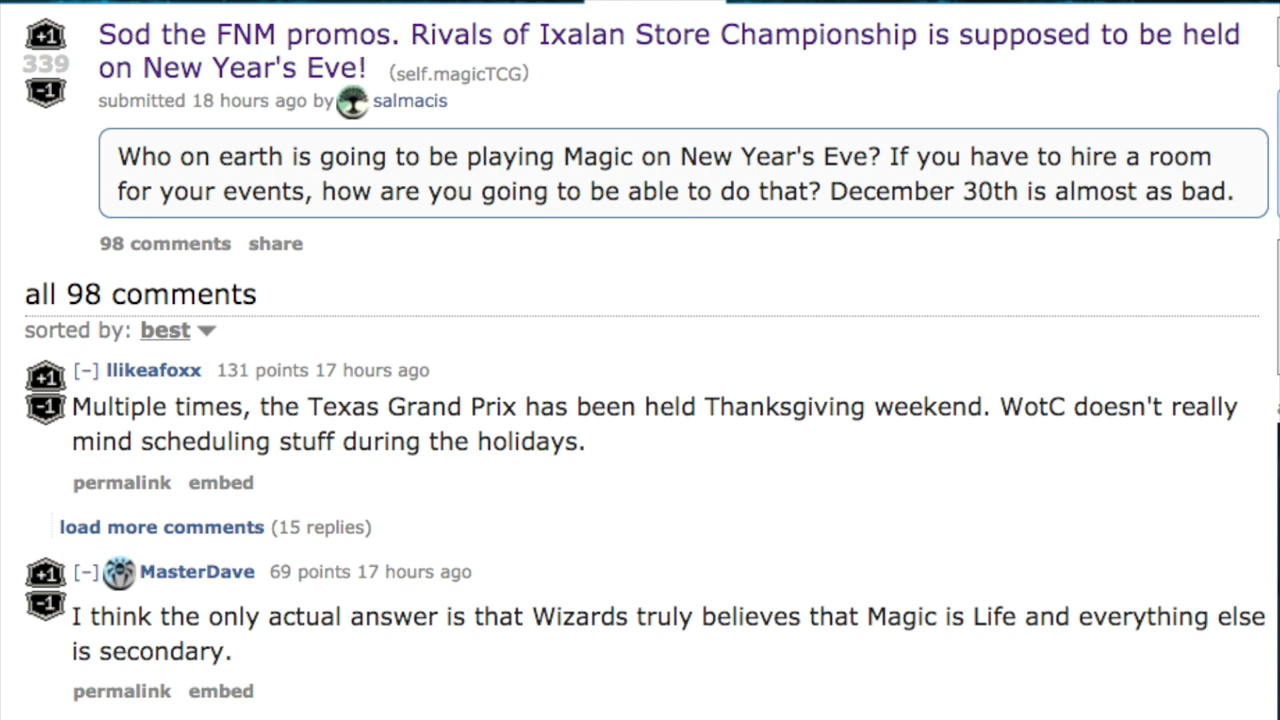 +1
339
-1
Sod the FNM promos. Rivals of Ixalan Store Championship is supposed to be held
on New Year's Eve! (self.magicTCG)
submitted 18 hours ago by salmacis
Who on earth is going to be playing Magic on New Year's Eve? If you have to hire a room
for your events, how are you going to be able to do that? December 30th is almost as bad.
98 comments share
all 98 comments
sorted by: best
+1
-1
[–] llikeafoxx 131 points 17 hours ago
Multiple times, the Texas Grand Prix has been held Thanksgiving weekend. WotC doesn't really
mind scheduling stuff during the holidays.
permalink embed
load more comments (15 replies)
+1
-1
[–] MasterDave 69 points 17 hours ago
I think the only actual answer is that Wizards truly believes that Magic is Life and everything else
is secondary.
permalink embed